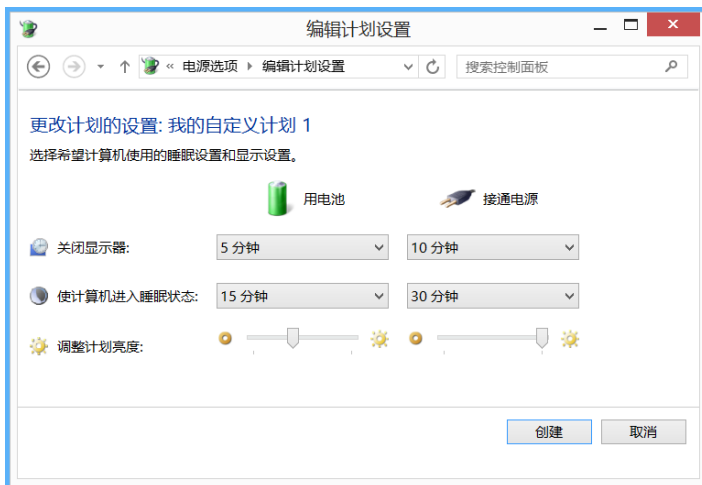 编辑计划设置
« 电源选项 ▸ 编辑计划设置
搜索控制面板
更改计划的设置: 我的自定义计划 1
选择希望计算机使用的睡眠设置和显示设置。
用电池 接通电源
关闭显示器: 5 分钟 10 分钟
使计算机进入睡眠状态: 15 分钟 30 分钟
调整计划亮度:
创建 取消